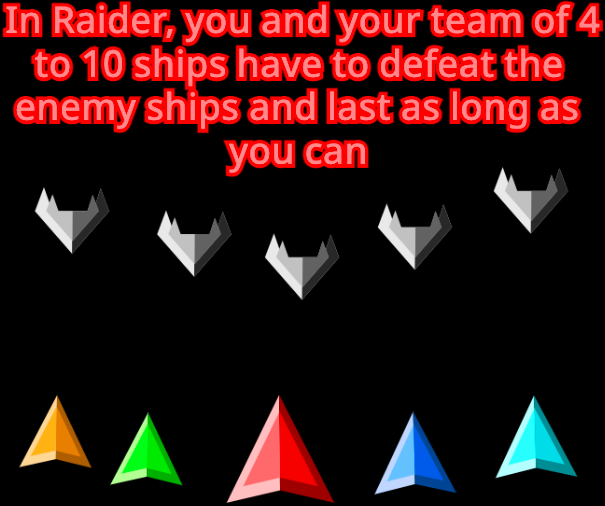 In Raider, you and your team of 4
to 10 ships have to defeat the
enemy ships and last as long as
you can